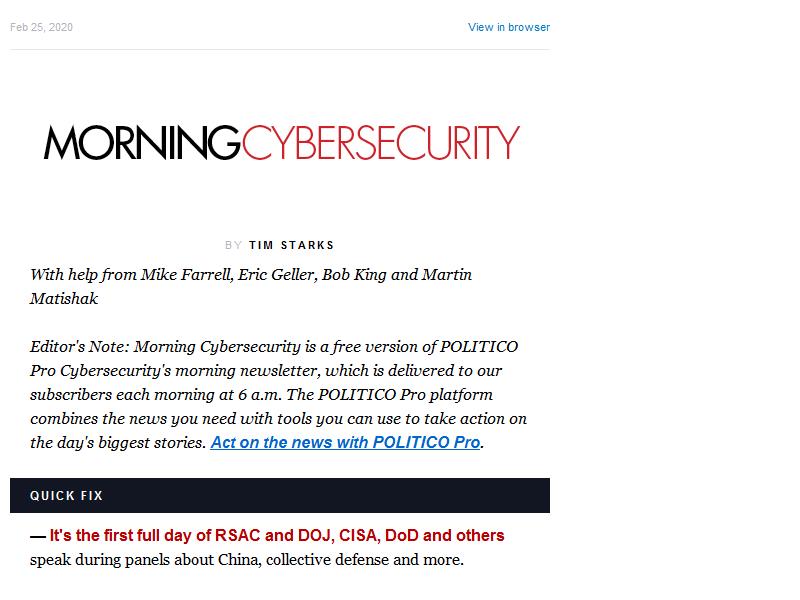 Feb 25, 2020
View in browser
MORNINGCYBERSECURITY
BY TIM STARKS
With help from Mike Farrell, Eric Geller, Bob King and Martin
Matishak
Editor's Note: Morning Cybersecurity is a free version of POLITICO
Pro Cybersecurity's morning newsletter, which is delivered to our
subscribers each morning at 6 a.m. The POLITICO Pro platform
combines the news you need with tools you can use to take action on
the day's biggest stories. Act on the news with POLITICO Pro.
QUICK FIX
— It's the first full day of RSAC and DOJ, CISA, DoD and others
speak during panels about China, collective defense and more.